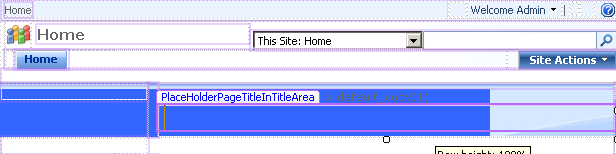 Home
Welcome Admin
Home
This Site: Home
Home
Site Actions
PlaceHolderPageTitleInTitleArea
Row height: 100%